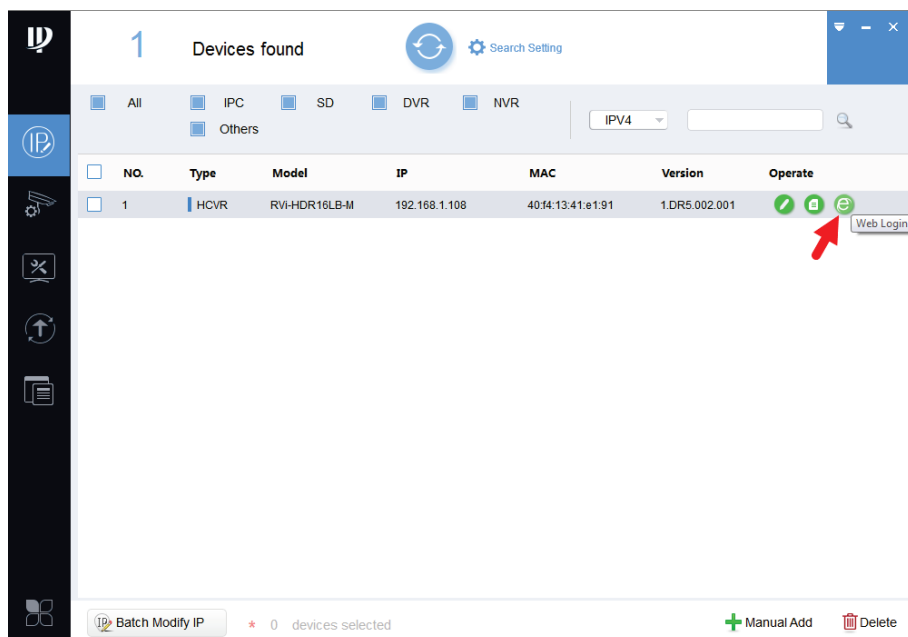 1 Devices found Search Setting
All IPC SD DVR NVR
Others
IPV4
NO. Type Model IP MAC Version Operate
1 HCVR RVi-HDR16LB-M 192.168.1.108 40:f4:13:41:e1:91 1.DR5.002.001
Web Login
Batch Modify IP * 0 devices selected Manual Add Delete